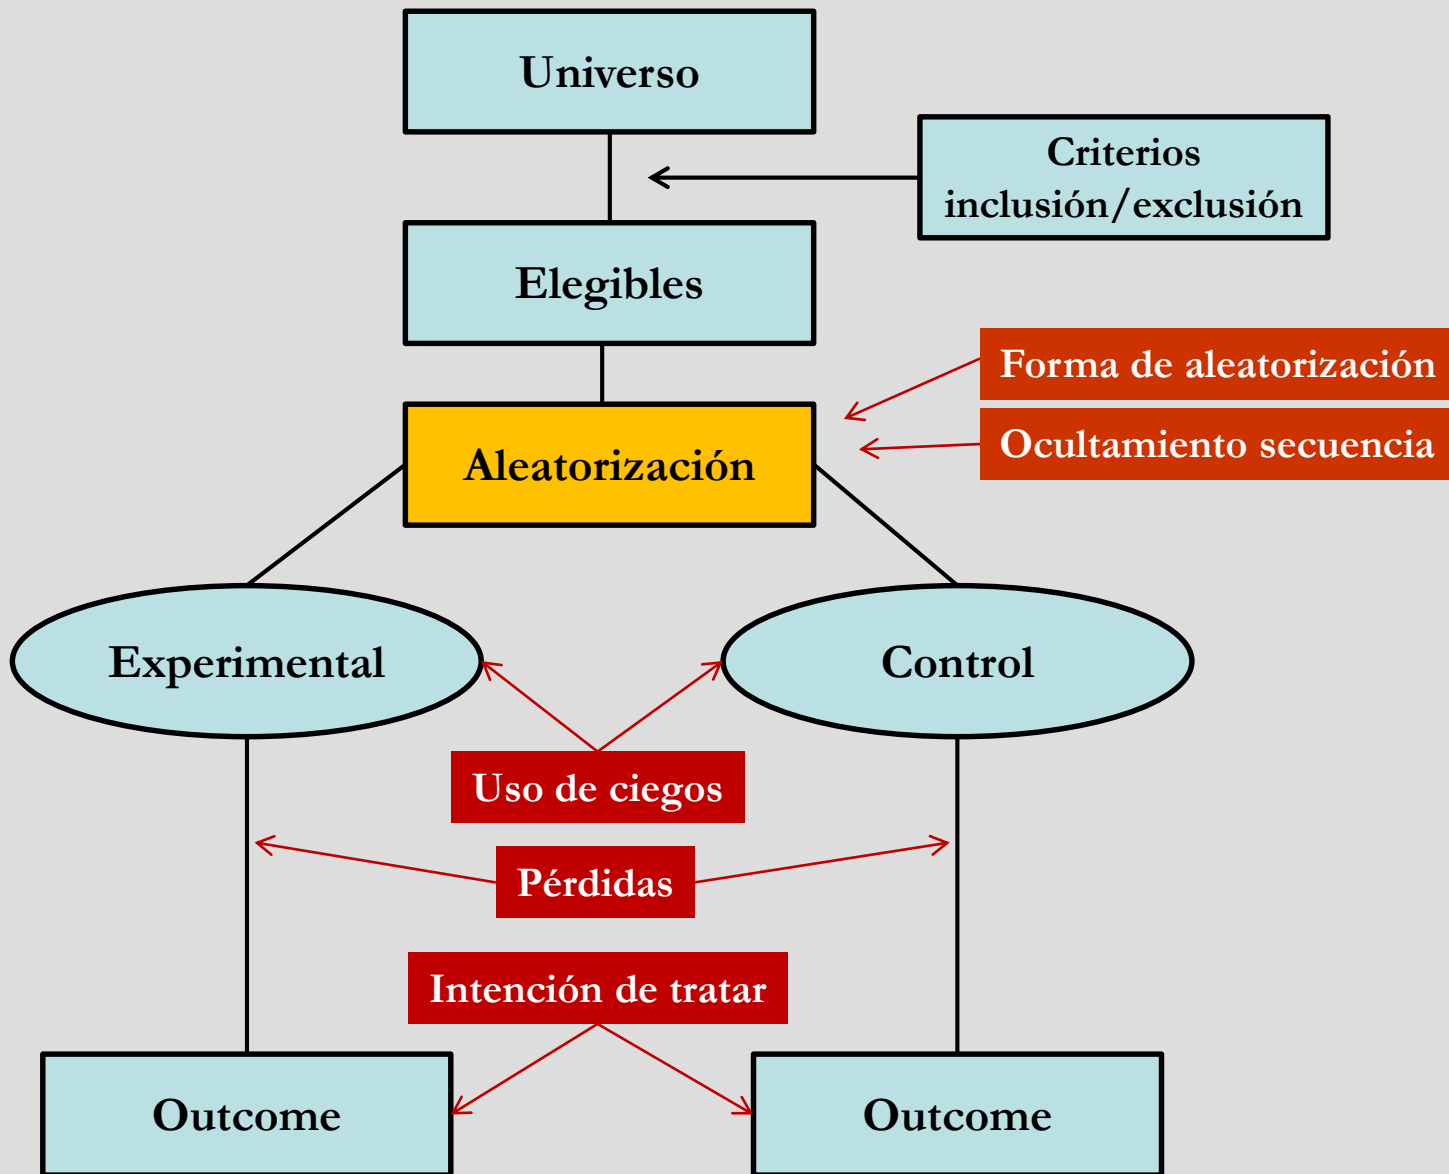 Universo
Criterios
inclusión/exclusión
Elegibles
Forma de aleatorización
Ocultamiento secuencia
Aleatorización
Experimental
Control
Uso de ciegos
Pérdidas
Intención de tratar
Outcome
Outcome